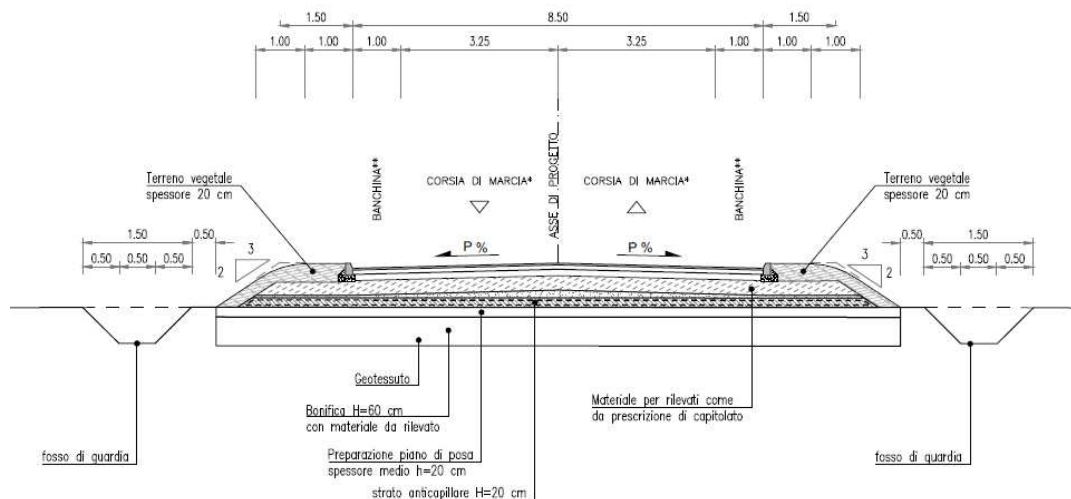 1.50 8.50 1.50
1.00 1.00 1.00 3.25 3.25 1.00 1.00 1.00
Terreno vegetale
spessore 20 cm
BANCHINA**
CORSIA DI MARCIA*
ASSE DI PROGETTO
CORSIA DI MARCIA*
BANCHINA**
Terreno vegetale
spessore 20 cm
1.50 0.50
0.50 0.50 0.50
3
2
P %
P %
3
2
0.50 1.50
0.50 0.50 0.50
Geotessuto
Bonifica H=60 cm
con materiale da rilevato
Materiale per rilevati come
da prescrizione di capitolato
fosso di guardia
Preparazione piano di posa
spessore medio h=20 cm
fosso di guardia
strato anticapillare H=20 cm